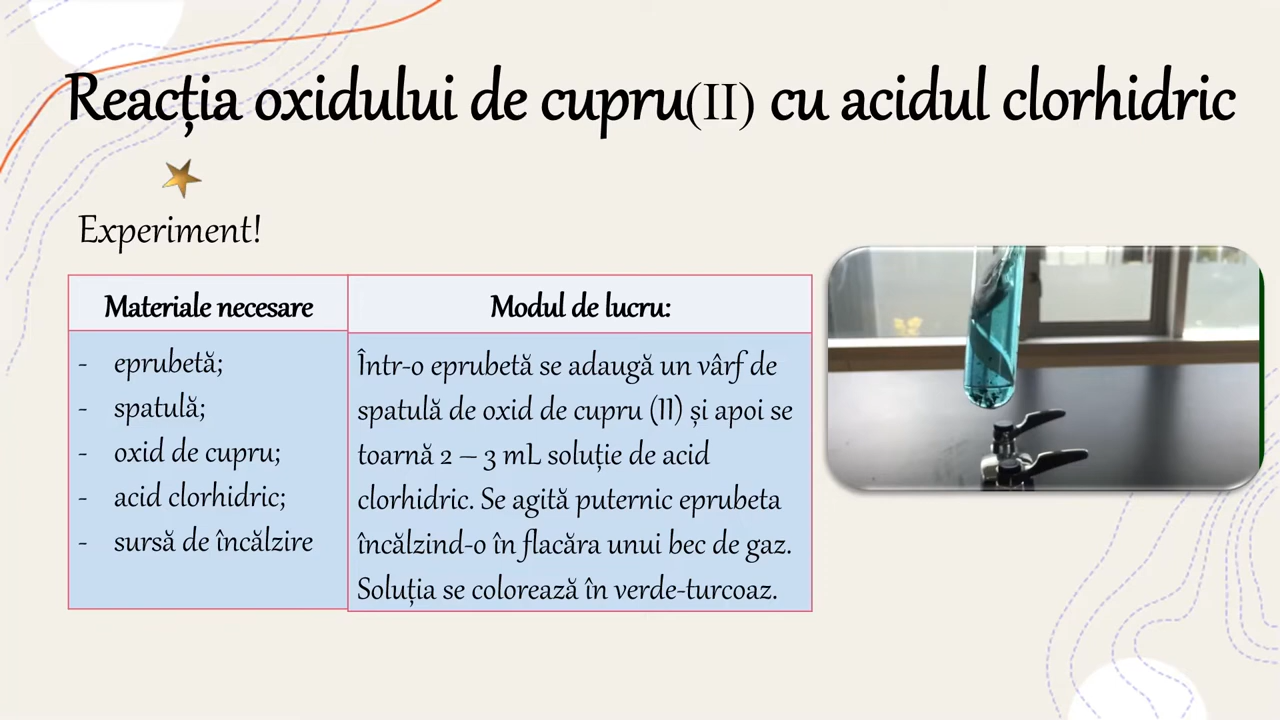 Reacția oxidului de cupru(II) cu acidul clorhidric
Experiment!
Materiale necesare
- eprubetă;
- spatulă;
- oxid de cupru;
- acid clorhidric;
- sursă de încălzire
Modul de lucru:
Într-o eprubetă se adaugă un vârf de
spatulă de oxid de cupru (II) și apoi se
toarnă 2 – 3 mL soluție de acid
clorhidric. Se agită puternic eprubeta
încălzind-o în flacăra unui bec de gaz.
Soluția se colorează în verde-turcoaz.